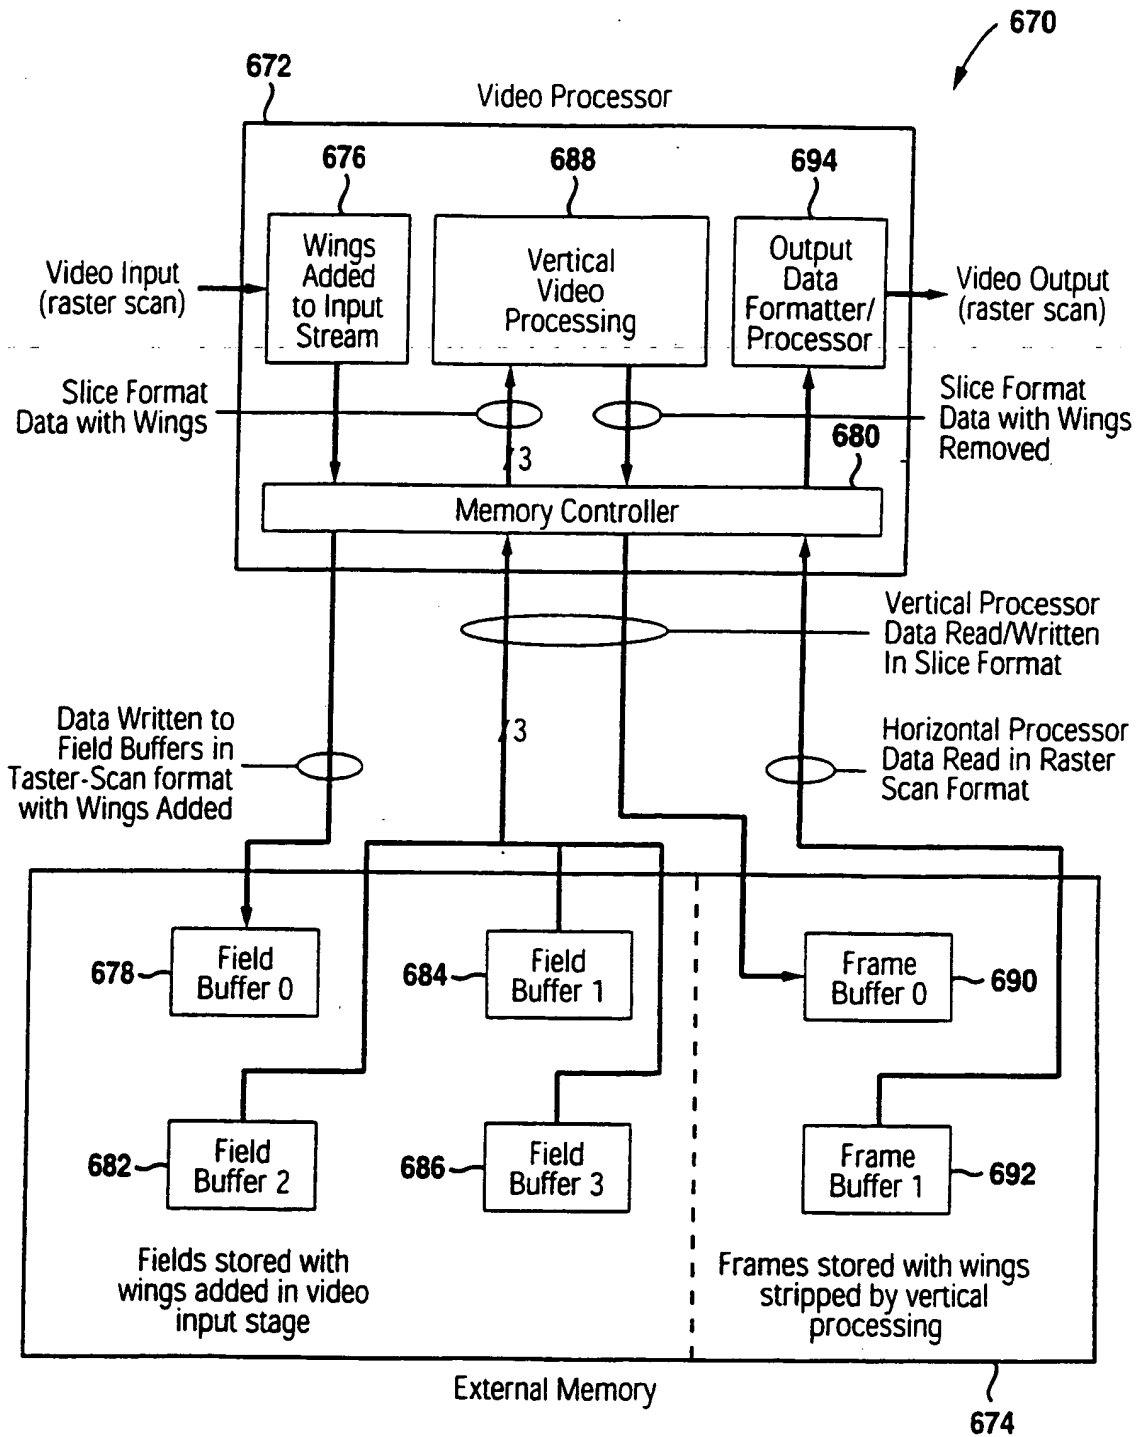 670
672
Video Processor
676
688
694
Wings
Added
to Input
Stream
Vertical
Video
Processing
Output
Data
Formatter/
Processor
Video Input
(raster scan)
Video Output
(raster scan)
Slice Format
Data with Wings
Slice Format
Data with Wings
Removed
3
680
Memory Controller
Vertical Processor
Data Read/Written
In Slice Format
Data Written to
Field Buffers in
Taster-Scan format
with Wings Added
3
Horizontal Processor
Data Read in Raster
Scan Format
678
Field
Buffer 0
684
Field
Buffer 1
Frame
Buffer 0
690
682
Field
Buffer 2
686
Field
Buffer 3
Frame
Buffer 1
692
Fields stored with
wings added in video
input stage
Frames stored with wings
stripped by vertical
processing
External Memory
674